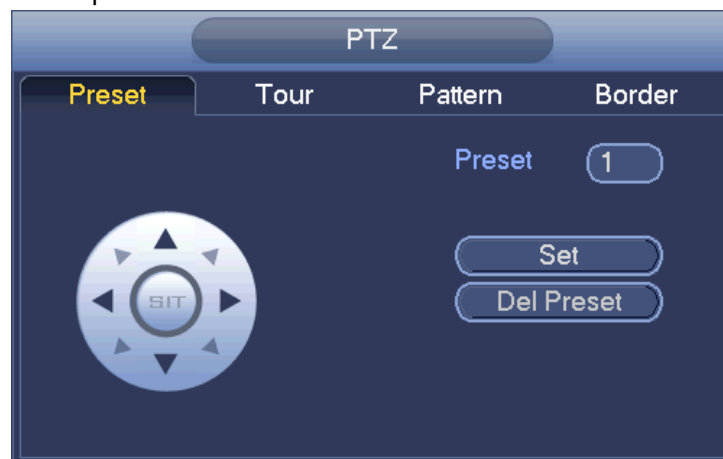 PTZ
Preset Tour Pattern Border
Preset 1
SIT
Set
Del Preset